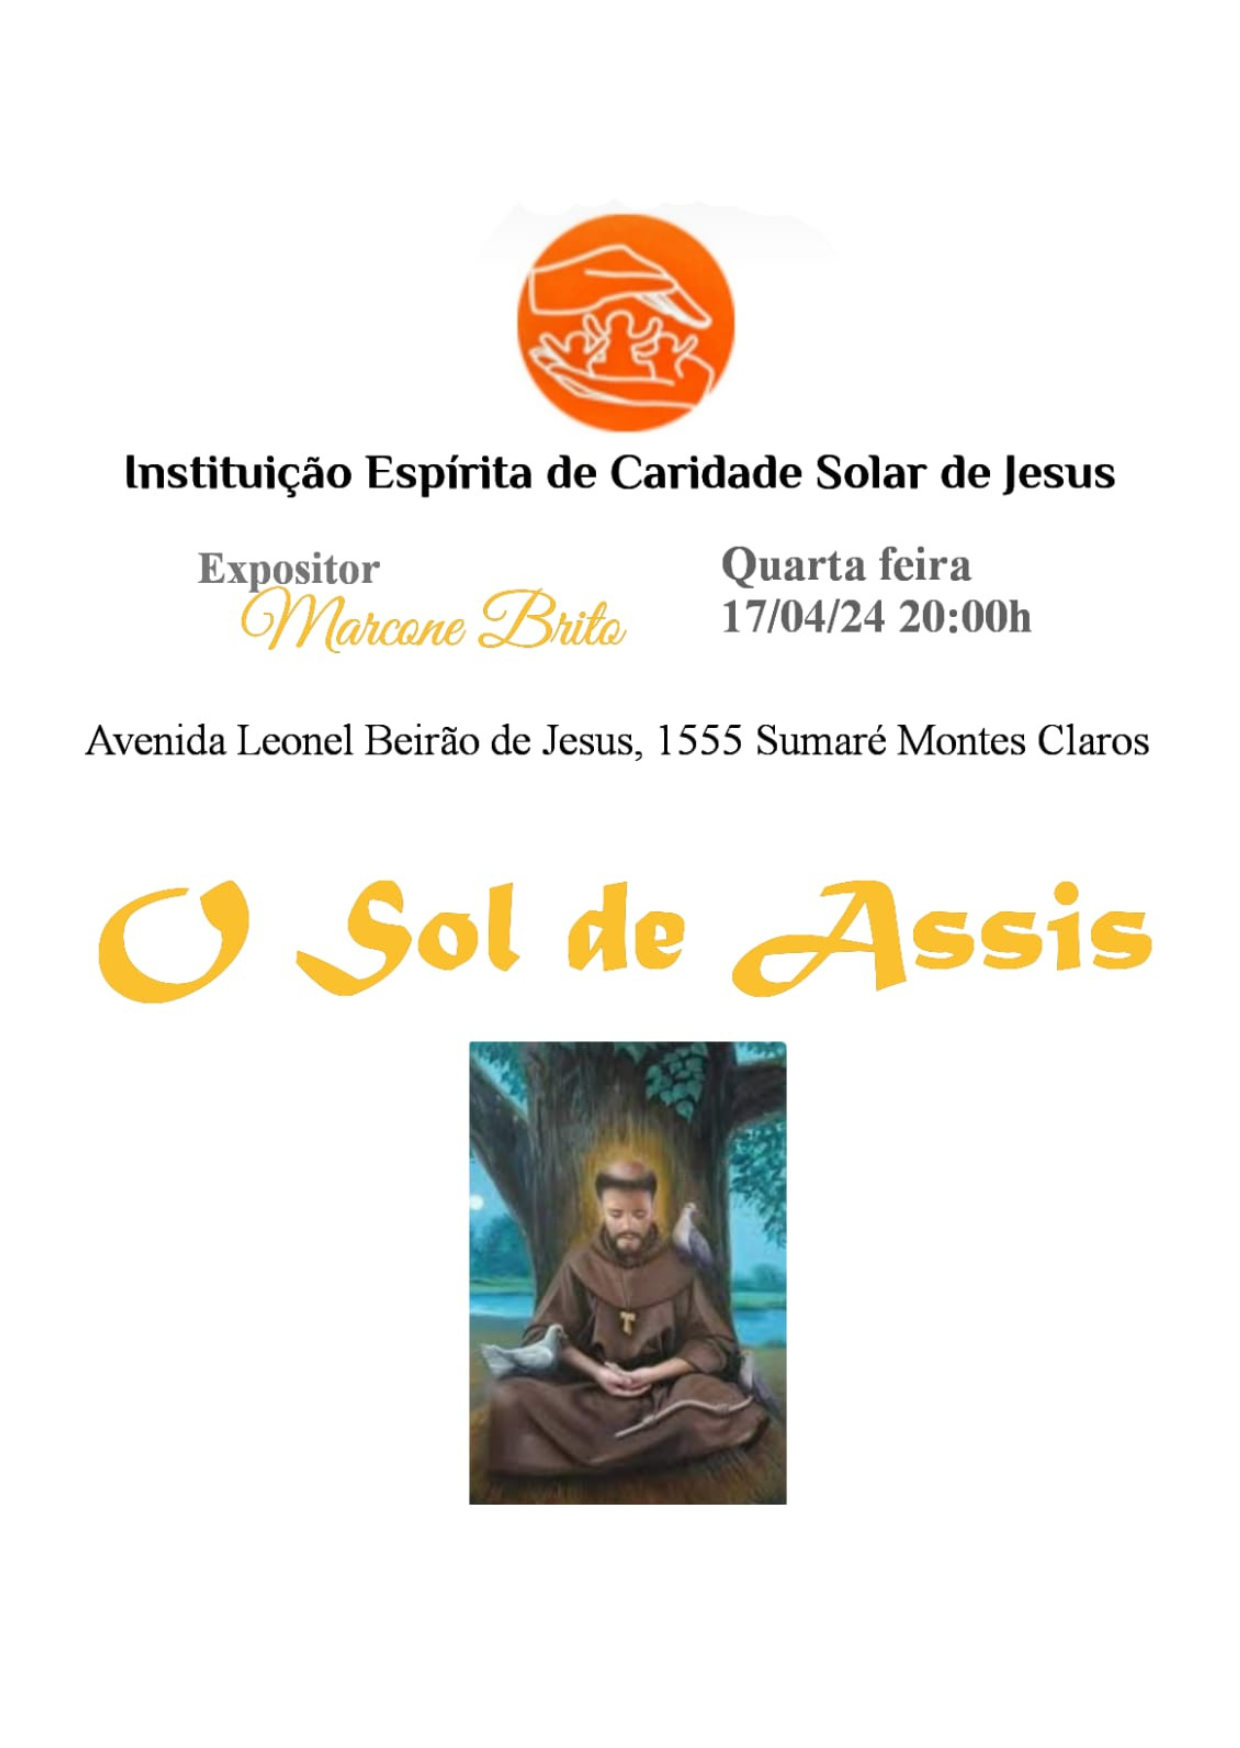 Instituição Espírita de Caridade Solar de Jesus
Expositor
Marcone Brito
Quarta feira
17/04/24 20:00h
Avenida Leonel Beirão de Jesus, 1555 Sumaré Montes Claros
O Sol de Assis